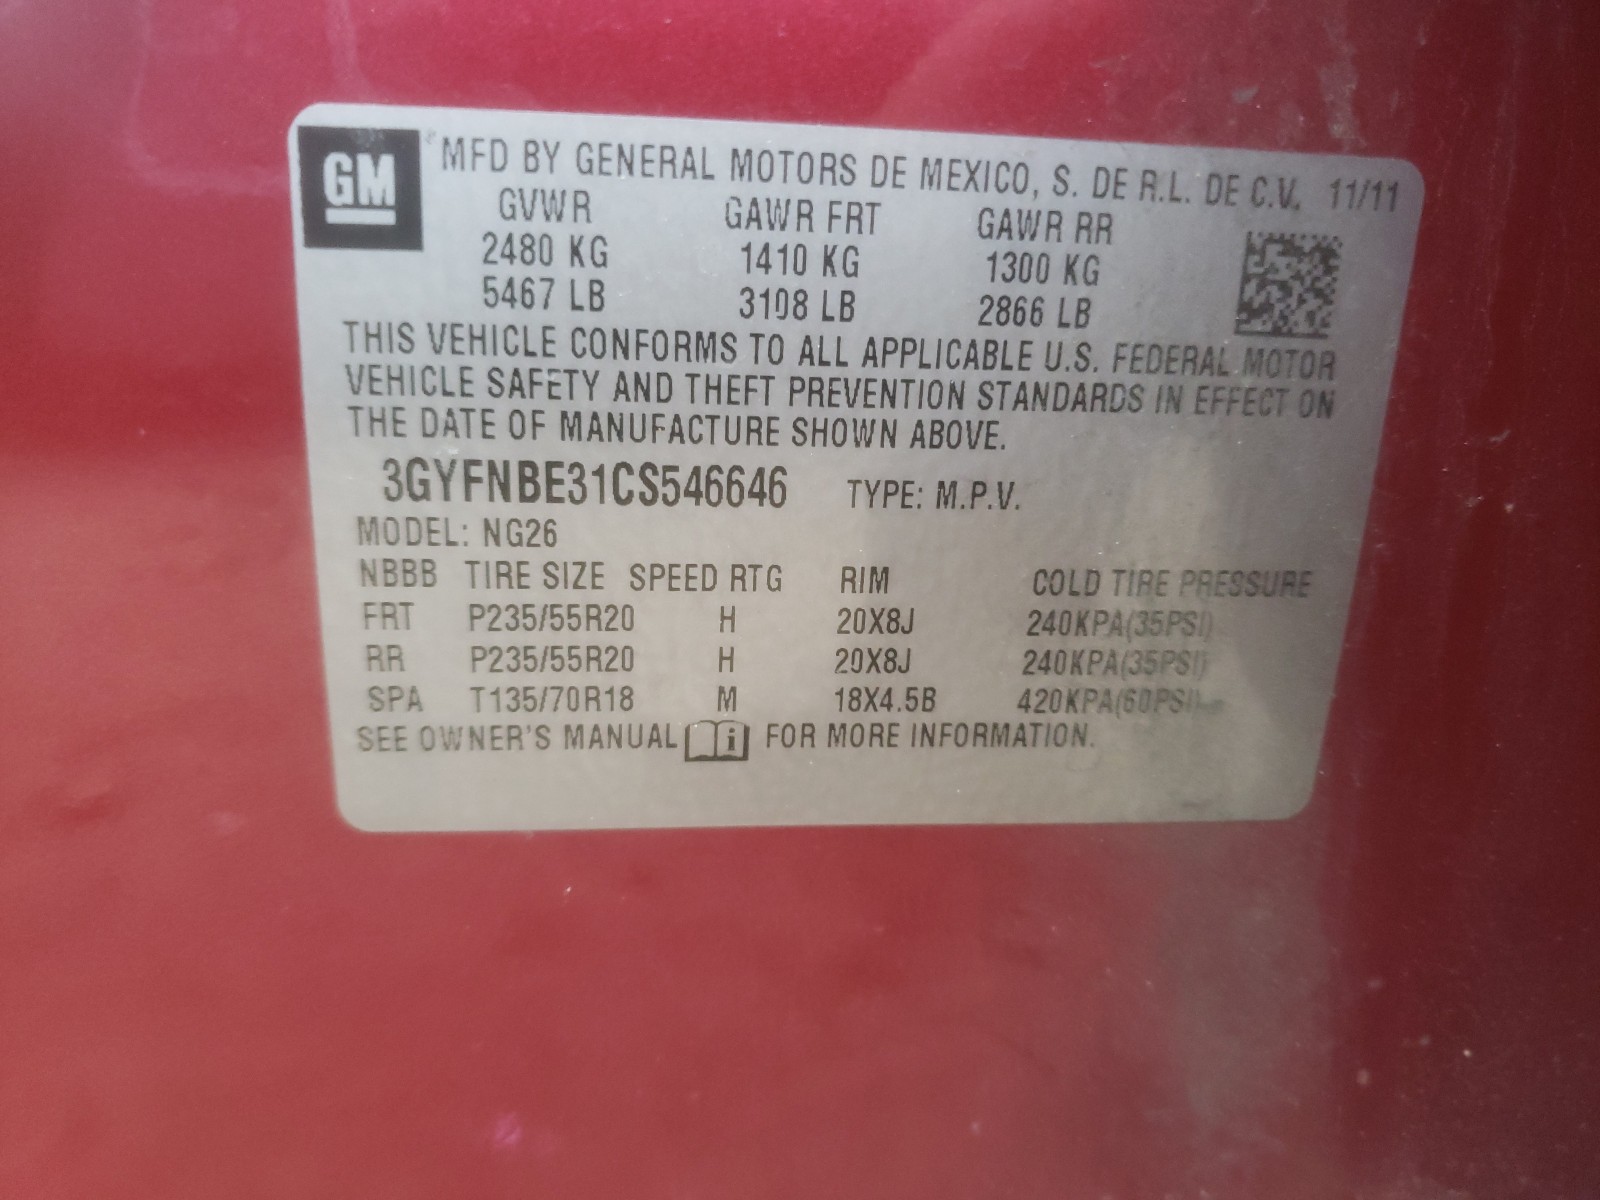 GM
MFD BY GENERAL MOTORS DE MEXICO, S. DE R.L. DE C.V. 11/11
GVWR GAWR FRT GAWR RR
2480 KG 1410 KG 1300 KG
5467 LB 3108 LB 2866 LB
THIS VEHICLE CONFORMS TO ALL APPLICABLE U.S. FEDERAL MOTOR
VEHICLE SAFETY AND THEFT PREVENTION STANDARDS IN EFFECT ON
THE DATE OF MANUFACTURE SHOWN ABOVE.
3GYFNBE31CS546646 TYPE: M.P.V.
MODEL: NG26
NBBB TIRE SIZE SPEED RTG RIM COLD TIRE PRESSURE
FRT P235/55R20 H 20X8J 240KPA(35PSI)
RR P235/55R20 H 20X8J 240KPA(35PSI)
SPA T135/70R18 M 18X4.5B 420KPA(60PSI)
SEE OWNER'S MANUAL i FOR MORE INFORMATION.